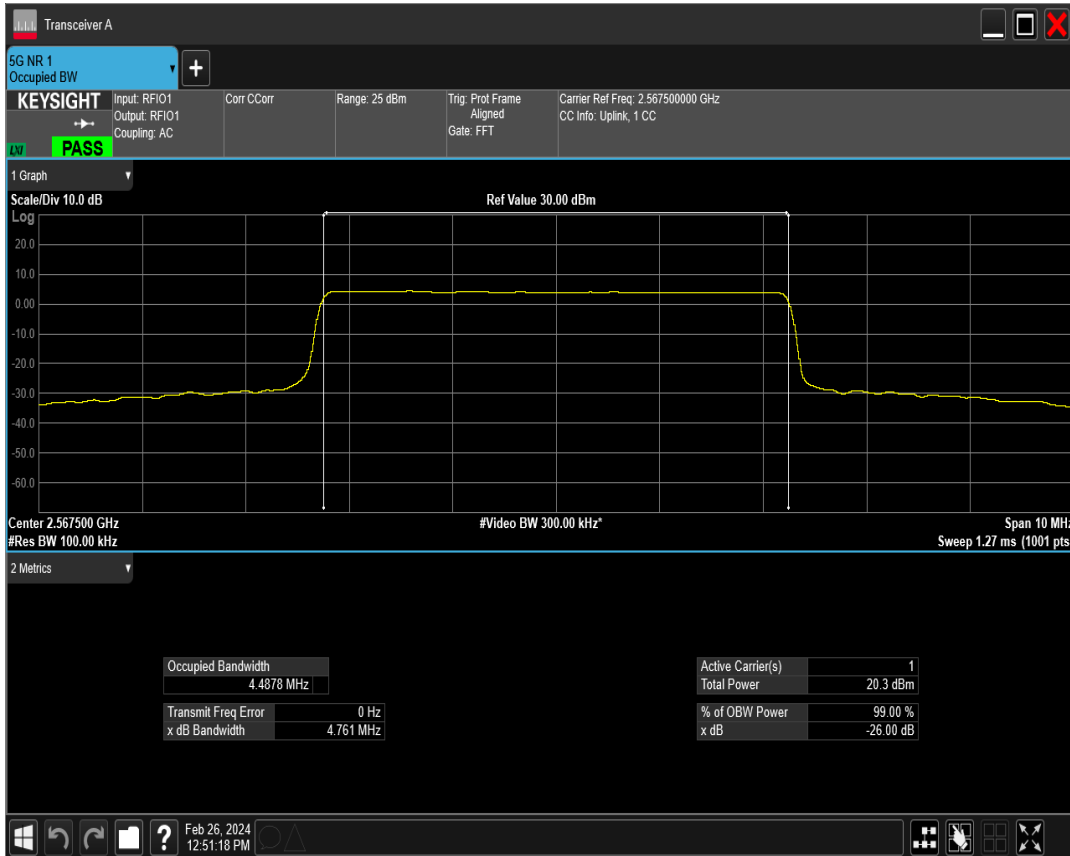 Transceiver A
5G NR 1
Occupied BW
+
KEYSIGHT
LXI
PASS
Input: RFIO1
Output: RFIO1
Coupling: AC
Corr CCorr
Range: 25 dBm
Trig: Prot Frame
Aligned
Gate: FFT
Carrier Ref Freq: 2.567500000 GHz
CC Info: Uplink, 1 CC
1 Graph
Scale/Div 10.0 dB
Ref Value 30.00 dBm
Log
20.0
10.0
0.00
-10.0
-20.0
-30.0
-40.0
-50.0
-60.0
Center 2.567500 GHz
#Video BW 300.00 kHz*
Span 10 MHz
#Res BW 100.00 kHz
Sweep 1.27 ms (1001 pts
2 Metrics
Occupied Bandwidth
4.4878 MHz
Transmit Freq Error 0 Hz
x dB Bandwidth 4.761 MHz
Active Carrier(s) 1
Total Power 20.3 dBm
% of OBW Power 99.00 %
x dB -26.00 dB
?
Feb 26, 2024
12:51:18 PM